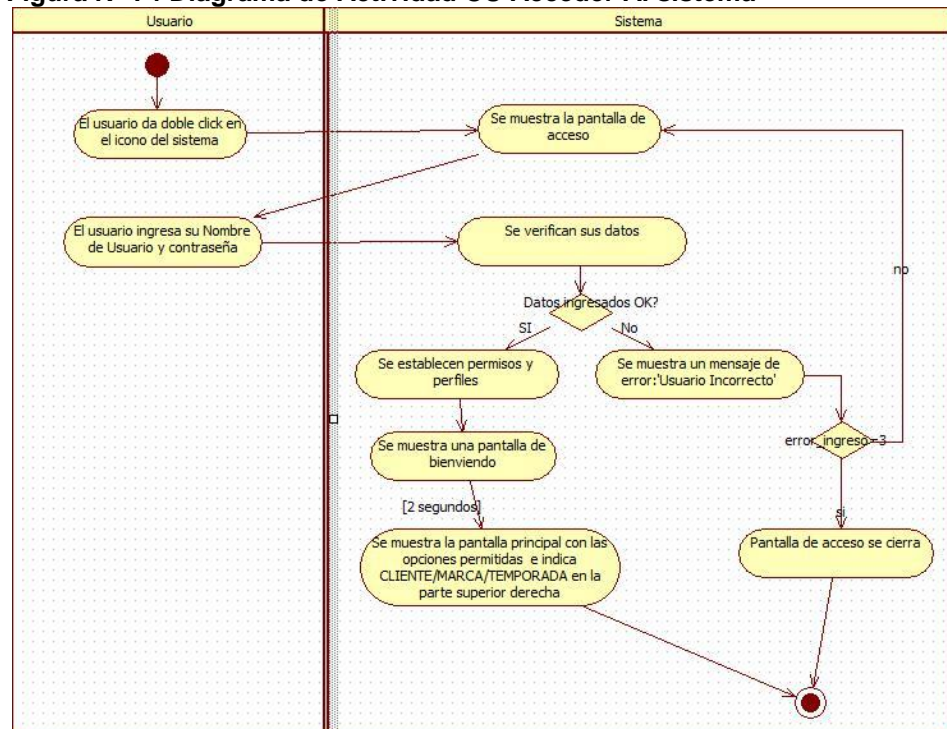 Usuario
Sistema
El usuario da doble click en
el icono del sistema
Se muestra la pantalla de
acceso
El usuario ingresa su Nombre
de Usuario y contraseña
Se verifican sus datos
no
Datos ingresados OK?
SI
No
Se establecen permisos y
perfiles
Se muestra un mensaje de
error:'Usuario Incorrecto'
error_ingreso=3
Se muestra una pantalla de
bienviendo
[2 segundos]
si
Se muestra la pantalla principal con las
opciones permitidas e indica
CLIENTE/MARCA/TEMPORADA en la
parte superior derecha
Pantalla de acceso se cierra